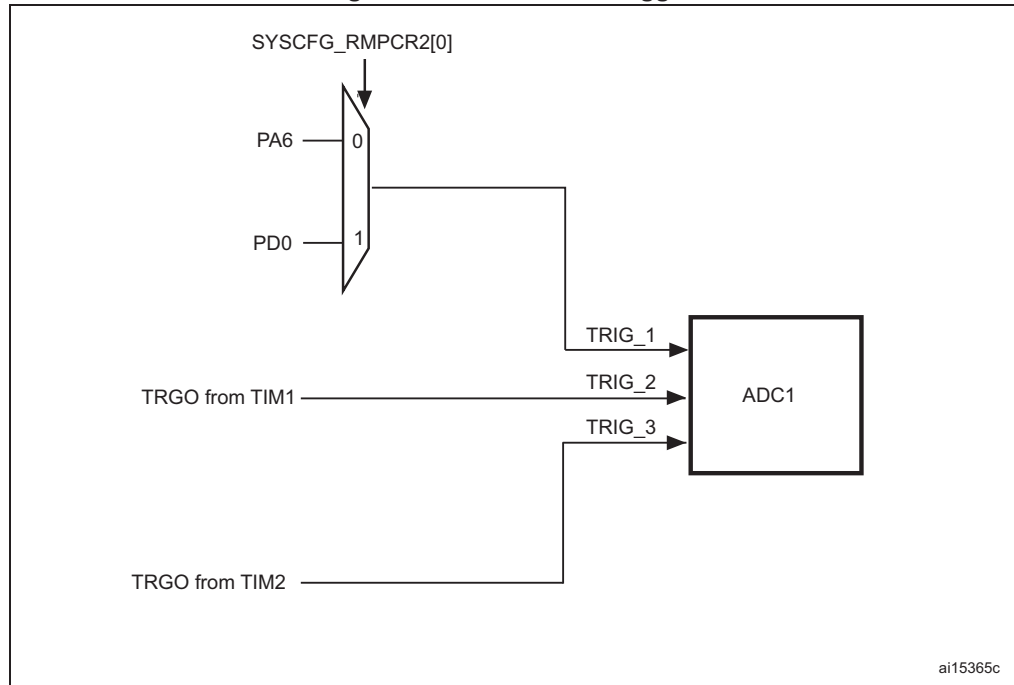 SYSCFG_RMPCR2[0]
PA6
0
PD0
1
TRIG_1
TRGO from TIM1
TRIG_2
ADC1
TRIG_3
TRGO from TIM2
ai15365c